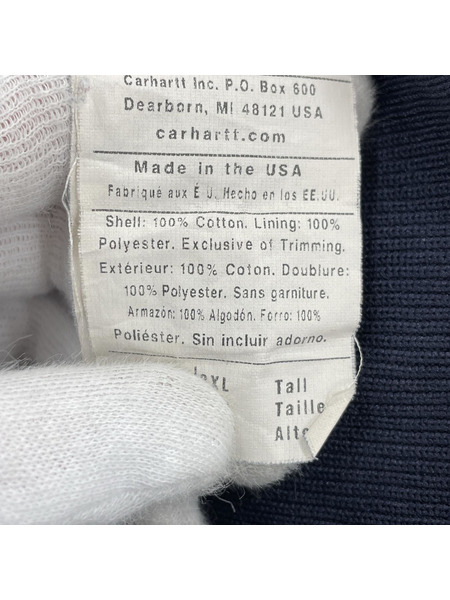 Carhartt Inc. P.O. Box 600
Dearborn, MI 48121 USA
carhartt.com
Made in the USA
Fabriqué aux É U. Hecho en los EE.UU.
Shell: 100% Cotton. Lining: 100%
Polyester. Exclusive of Trimming.
Extérieur: 100% Coton. Doublure:
100% Polyester. Sans garniture.
Armazón: 100% Algodón. Forro: 100%
Poliéster. Sin incluir adorno.
Tall
Taille